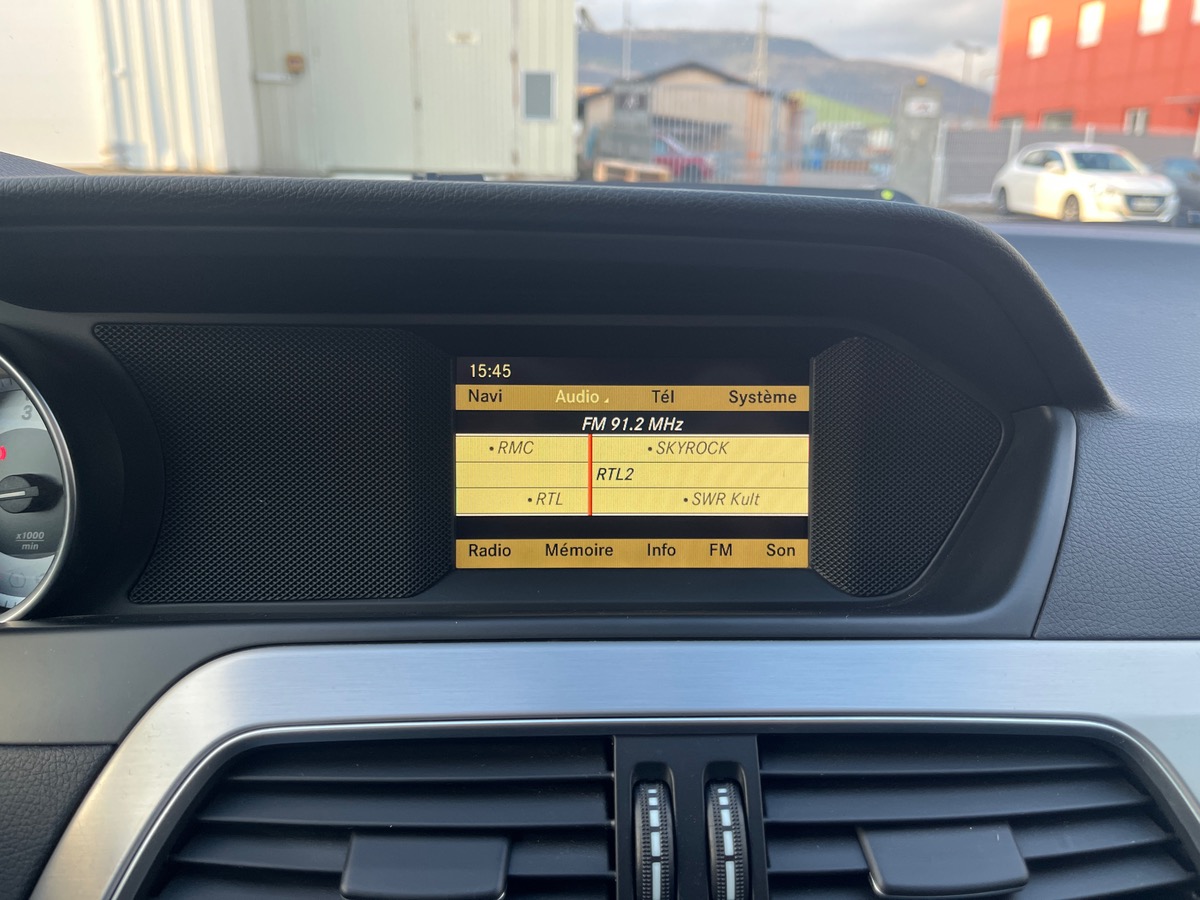 15:45
Navi Audio Tél Système
FM 91.2 MHz
•RMC •SKYROCK
RTL2
•RTL •SWR Kult
Radio Mémoire Info FM Son
3
x1000
min